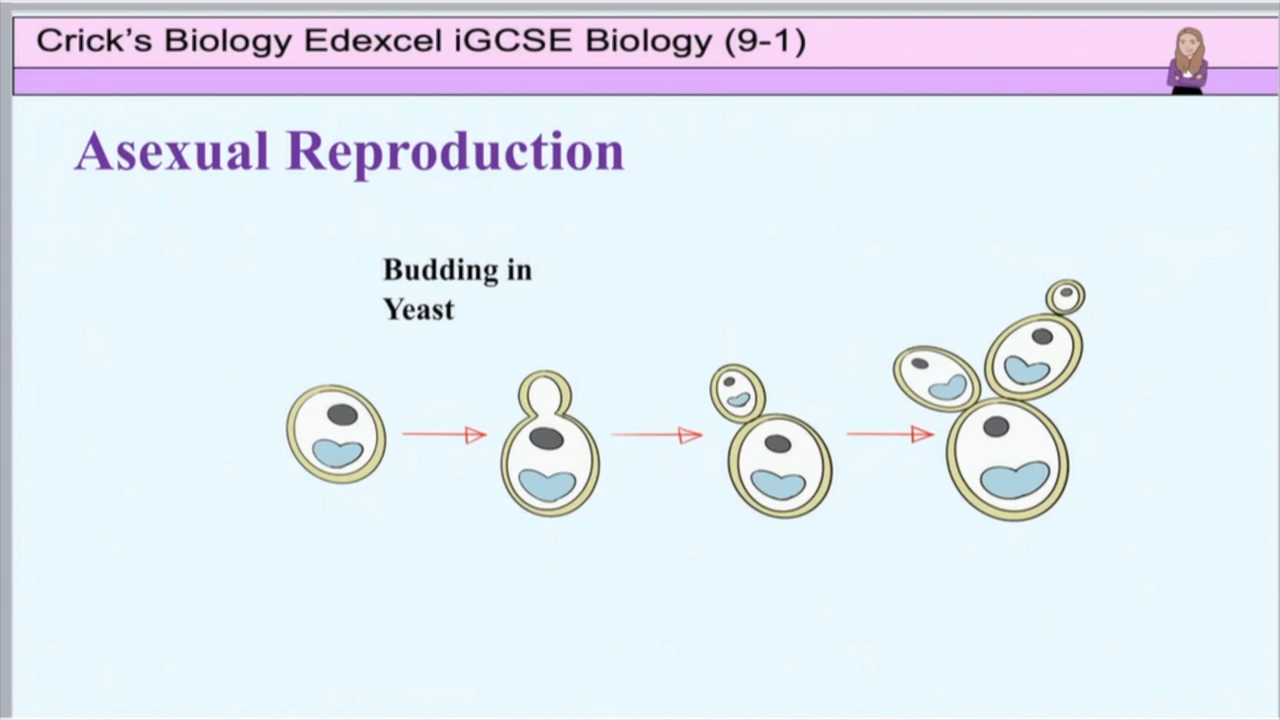 Crick’s Biology Edexcel iGCSE Biology (9-1)
Asexual Reproduction
Budding in
Yeast